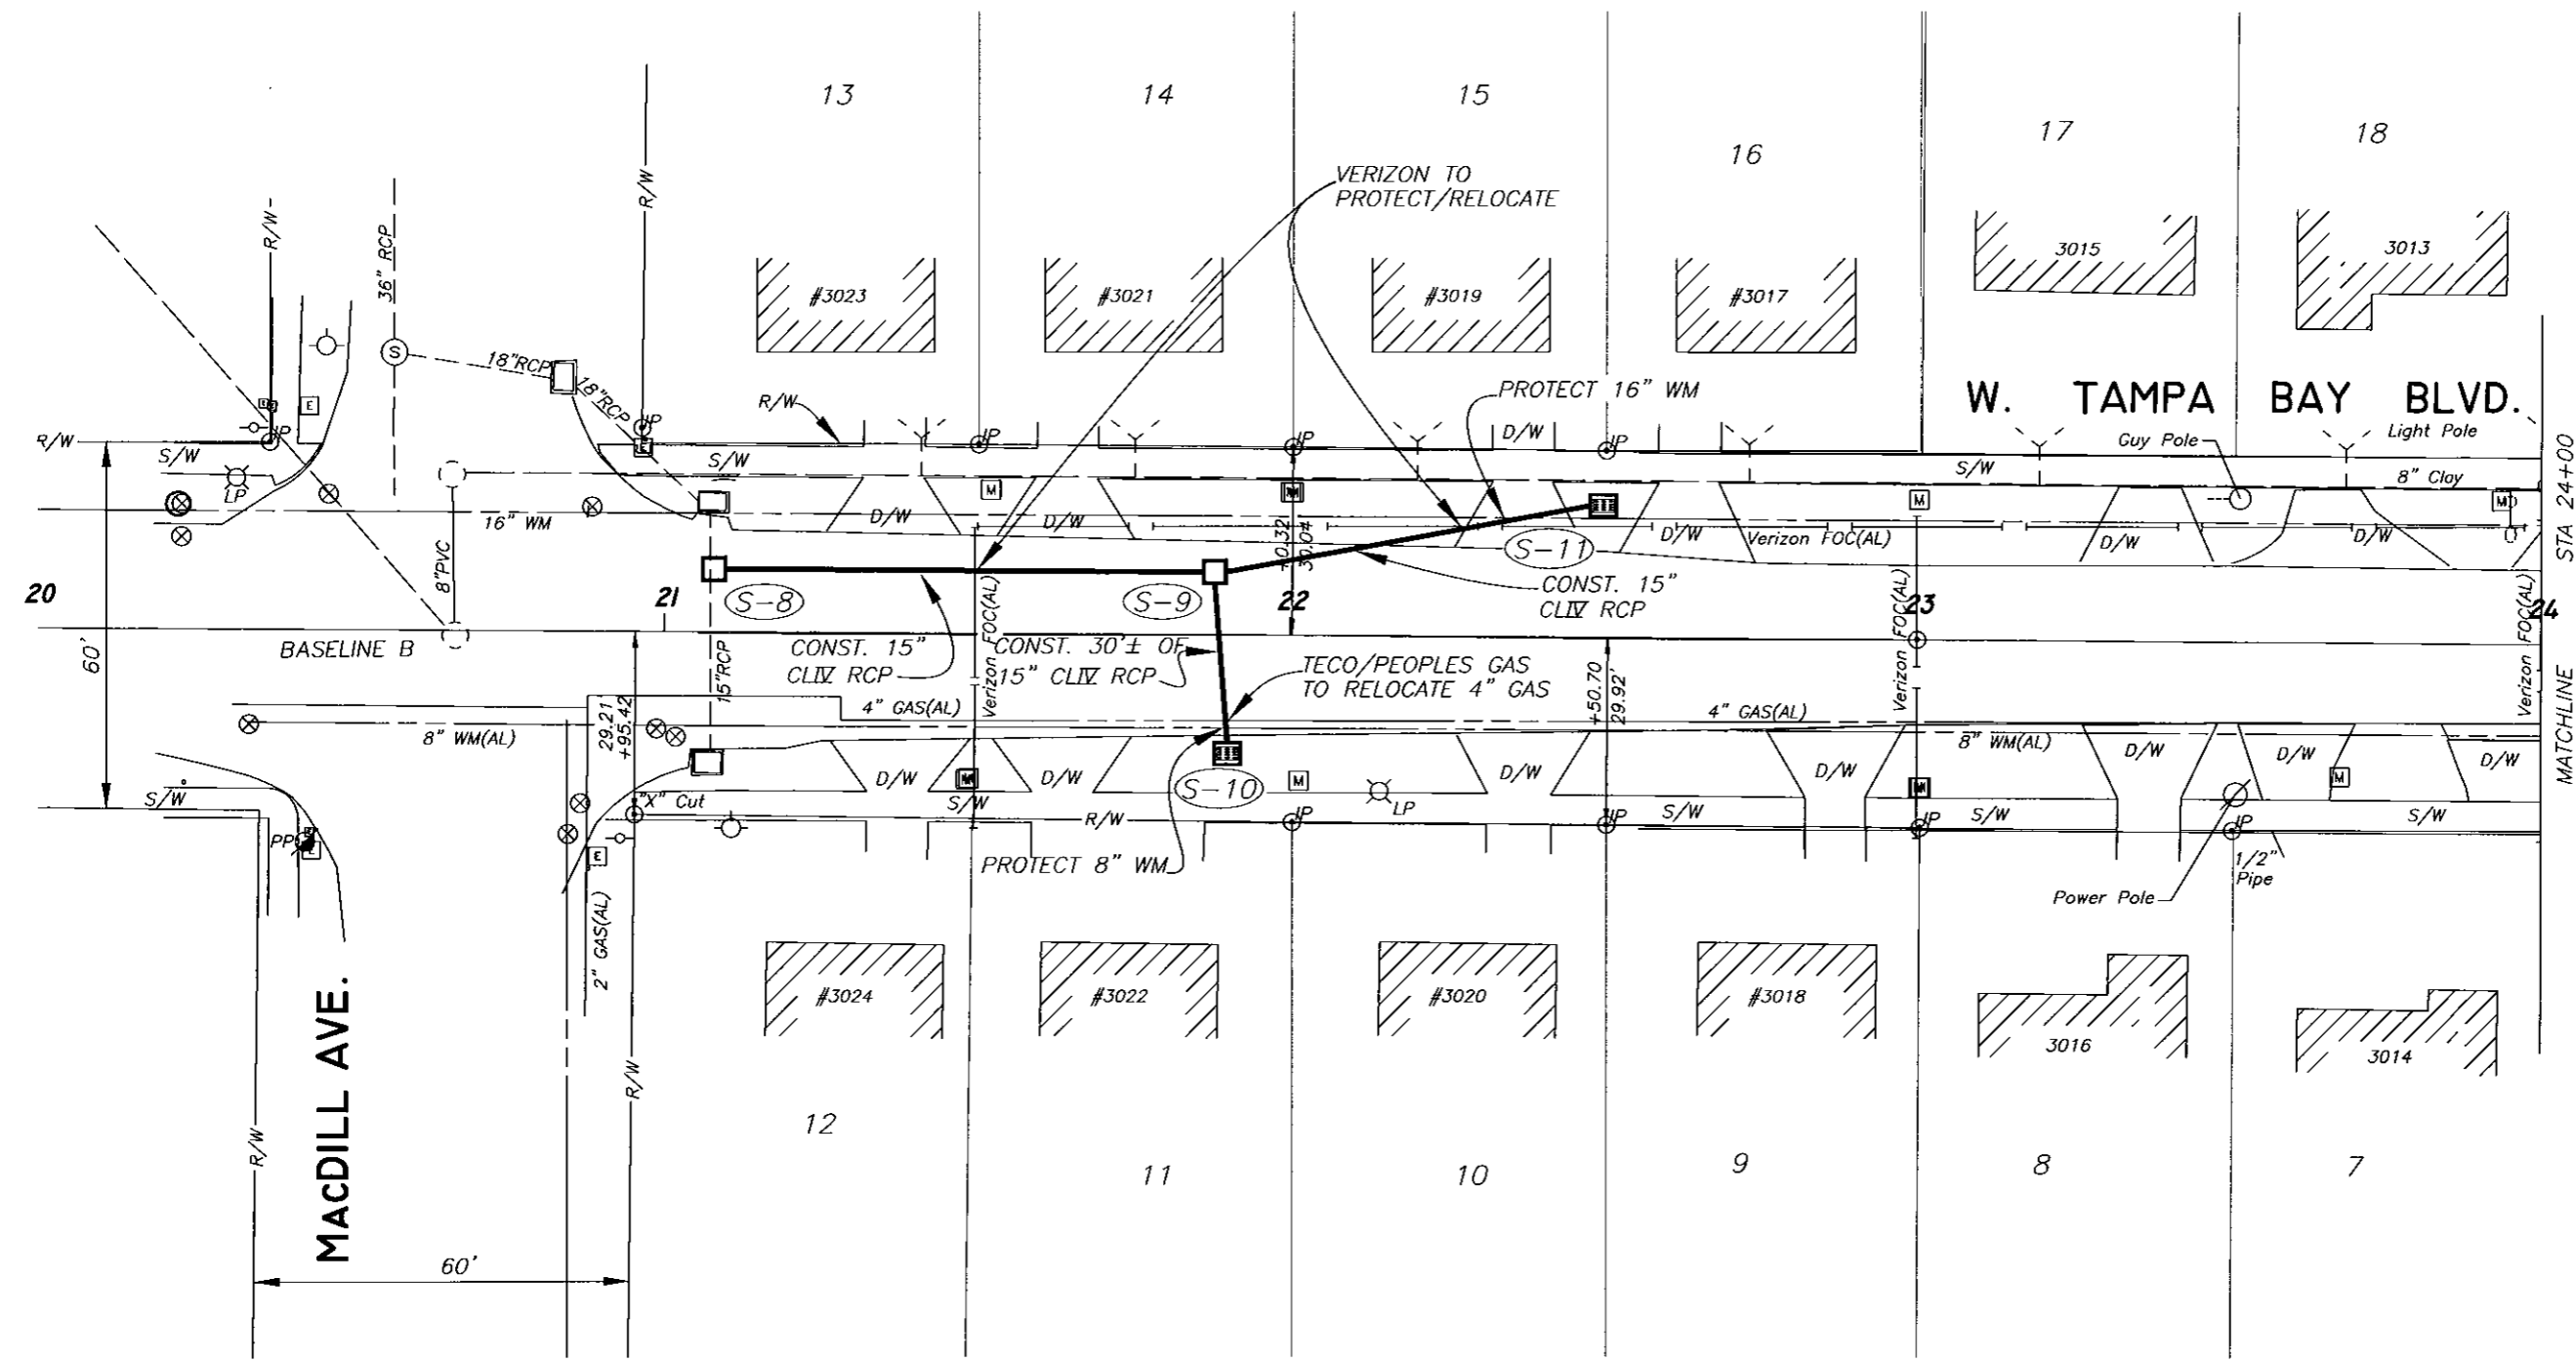 13
14
15
16
17
18
VERIZON TO
PROTECT/RELOCATE
R/W
R/W
36" RCP
#3023
#3021
#3019
#3017
3015
3013
S
18"RCP
18"RCP
PROTECT 16" WM
W. TAMPA BAY BLVD.
R/W
E
IP
IP
E
IP
IP
IP
D/W
Guy Pole
Light Pole
R/W
S/W
S/W
S/W
8" Clay
LP
M
M
M
16" WM
D/W
D/W
D/W
Verizon FOC(AL)
D/W
D/W
STA 24+00
8"PVC
30.04
S-11
CONST. 15"
CLIV RCP
20
21
S-8
S-9
22
23
24
BASELINE B
60'
15"RCP
CONST. 15"
CLIV RCP
Verizon FOC(AL)
CONST. 30'± OF
15" CLIV RCP
TECO/PEOPLES GAS
TO RELOCATE 4" GAS
Verizon FOC(AL)
Verizon FOC(AL)
MATCHLINE
29.21
+95.42
4" GAS(AL)
+50.70
29.92'
4" GAS(AL)
8" WM(AL)
8" WM(AL)
D/W
D/W
D/W
D/W
D/W
D/W
D/W
S/W
"X" Cut
S/W
S-10
M
M
LP
R/W
IP
IP
S/W
IP
S/W
IP
S/W
PP
E
PROTECT 8" WM
1/2"
Pipe
Power Pole
2" GAS(AL)
#3024
#3022
#3020
#3018
3016
3014
MACDILL AVE.
R/W
R/W
12
11
10
9
8
7
60'